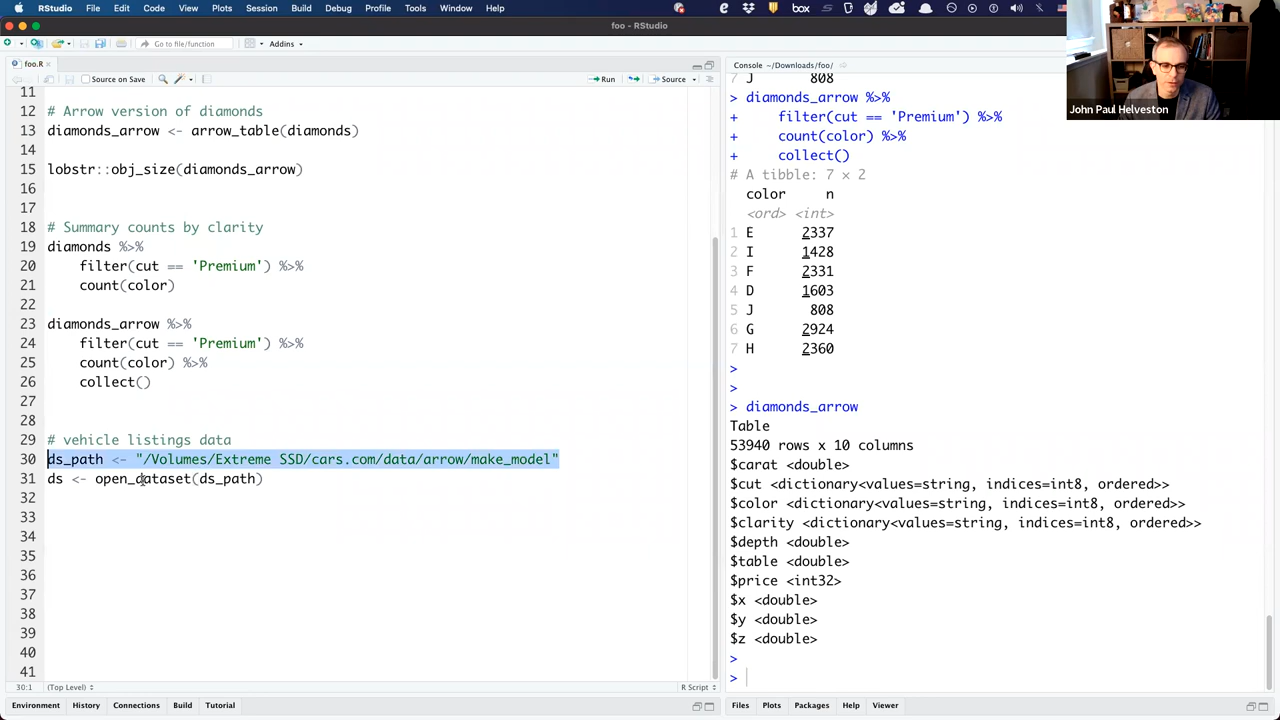 RStudio File Edit Code View Plots Session Build Debug Profile Tools Window Help
foo - RStudio
Go to file/function
Addins
foo.R
Source on Save
Run
Source
11
12 # Arrow version of diamonds
13 diamonds_arrow <- arrow_table(diamonds)
14
15 lobstr::obj_size(diamonds_arrow)
16
17
18 # Summary counts by clarity
19 diamonds %>%
20 filter(cut == 'Premium') %>%
21 count(color)
22
23 diamonds_arrow %>%
24 filter(cut == 'Premium') %>%
25 count(color) %>%
26 collect()
27
28
29 # vehicle listings data
30 ds_path <- "/Volumes/Extreme SSD/cars.com/data/arrow/make_model"
31 ds <- open_dataset(ds_path)
32
33
34
35
36
37
38
39
40
41
30:1 (Top Level) R Script
Environment History Connections Build Tutorial
Console ~/Downloads/foo/
7 J 808
> diamonds_arrow %>%
+ filter(cut == 'Premium') %>%
+ count(color) %>%
+ collect()
# A tibble: 7 × 2
color n
<ord> <int>
1 E 2337
2 I 1428
3 F 2331
4 D 1603
5 J 808
6 G 2924
7 H 2360
>
>
> diamonds_arrow
Table
53940 rows x 10 columns
$carat <double>
$cut <dictionary<values=string, indices=int8, ordered>>
$color <dictionary<values=string, indices=int8, ordered>>
$clarity <dictionary<values=string, indices=int8, ordered>>
$depth <double>
$table <double>
$price <int32>
$x <double>
$y <double>
$z <double>
>
>
Files Plots Packages Help Viewer
John Paul Helveston